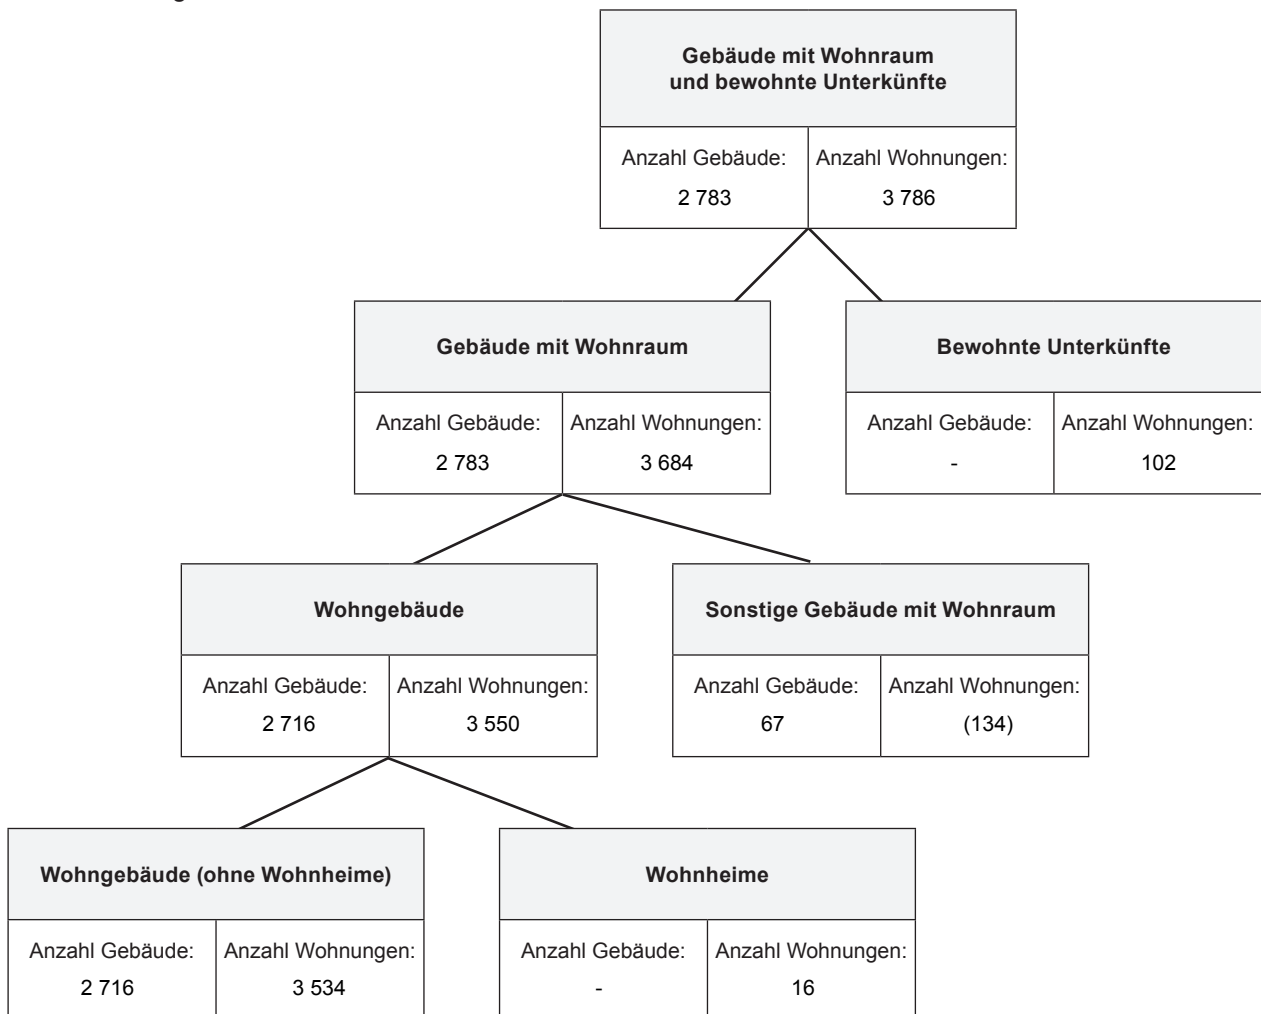 Gebäude mit Wohnraum
und bewohnte Unterkünfte
Anzahl Gebäude: Anzahl Wohnungen:
2 783 3 786
Gebäude mit Wohnraum
Anzahl Gebäude: Anzahl Wohnungen:
2 783 3 684
Bewohnte Unterkünfte
Anzahl Gebäude: Anzahl Wohnungen:
- 102
Wohngebäude
Anzahl Gebäude: Anzahl Wohnungen:
2 716 3 550
Sonstige Gebäude mit Wohnraum
Anzahl Gebäude: Anzahl Wohnungen:
67 (134)
Wohngebäude (ohne Wohnheime)
Anzahl Gebäude: Anzahl Wohnungen:
2 716 3 534
Wohnheime
Anzahl Gebäude: Anzahl Wohnungen:
- 16